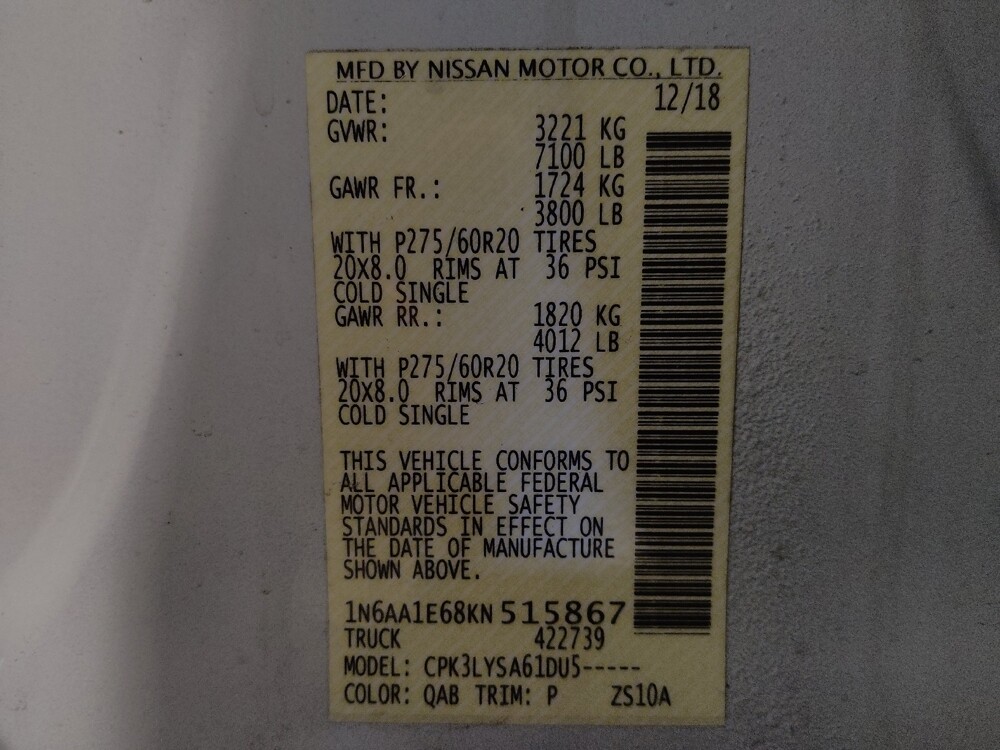 MFD BY NISSAN MOTOR CO., LTD.
DATE: 12/18
GVWR: 3221 KG
7100 LB
GAWR FR.: 1724 KG
3800 LB
WITH P275/60R20 TIRES
20X8.0 RIMS AT 36 PSI
COLD SINGLE
GAWR RR.: 1820 KG
4012 LB
WITH P275/60R20 TIRES
20X8.0 RIMS AT 36 PSI
COLD SINGLE
THIS VEHICLE CONFORMS TO
ALL APPLICABLE FEDERAL
MOTOR VEHICLE SAFETY
STANDARDS IN EFFECT ON
THE DATE OF MANUFACTURE
SHOWN ABOVE.
1N6AA1E68KN 515867
TRUCK 422739
MODEL: CPK3LYSA61DU5-----
COLOR: QAB TRIM: P ZS10A